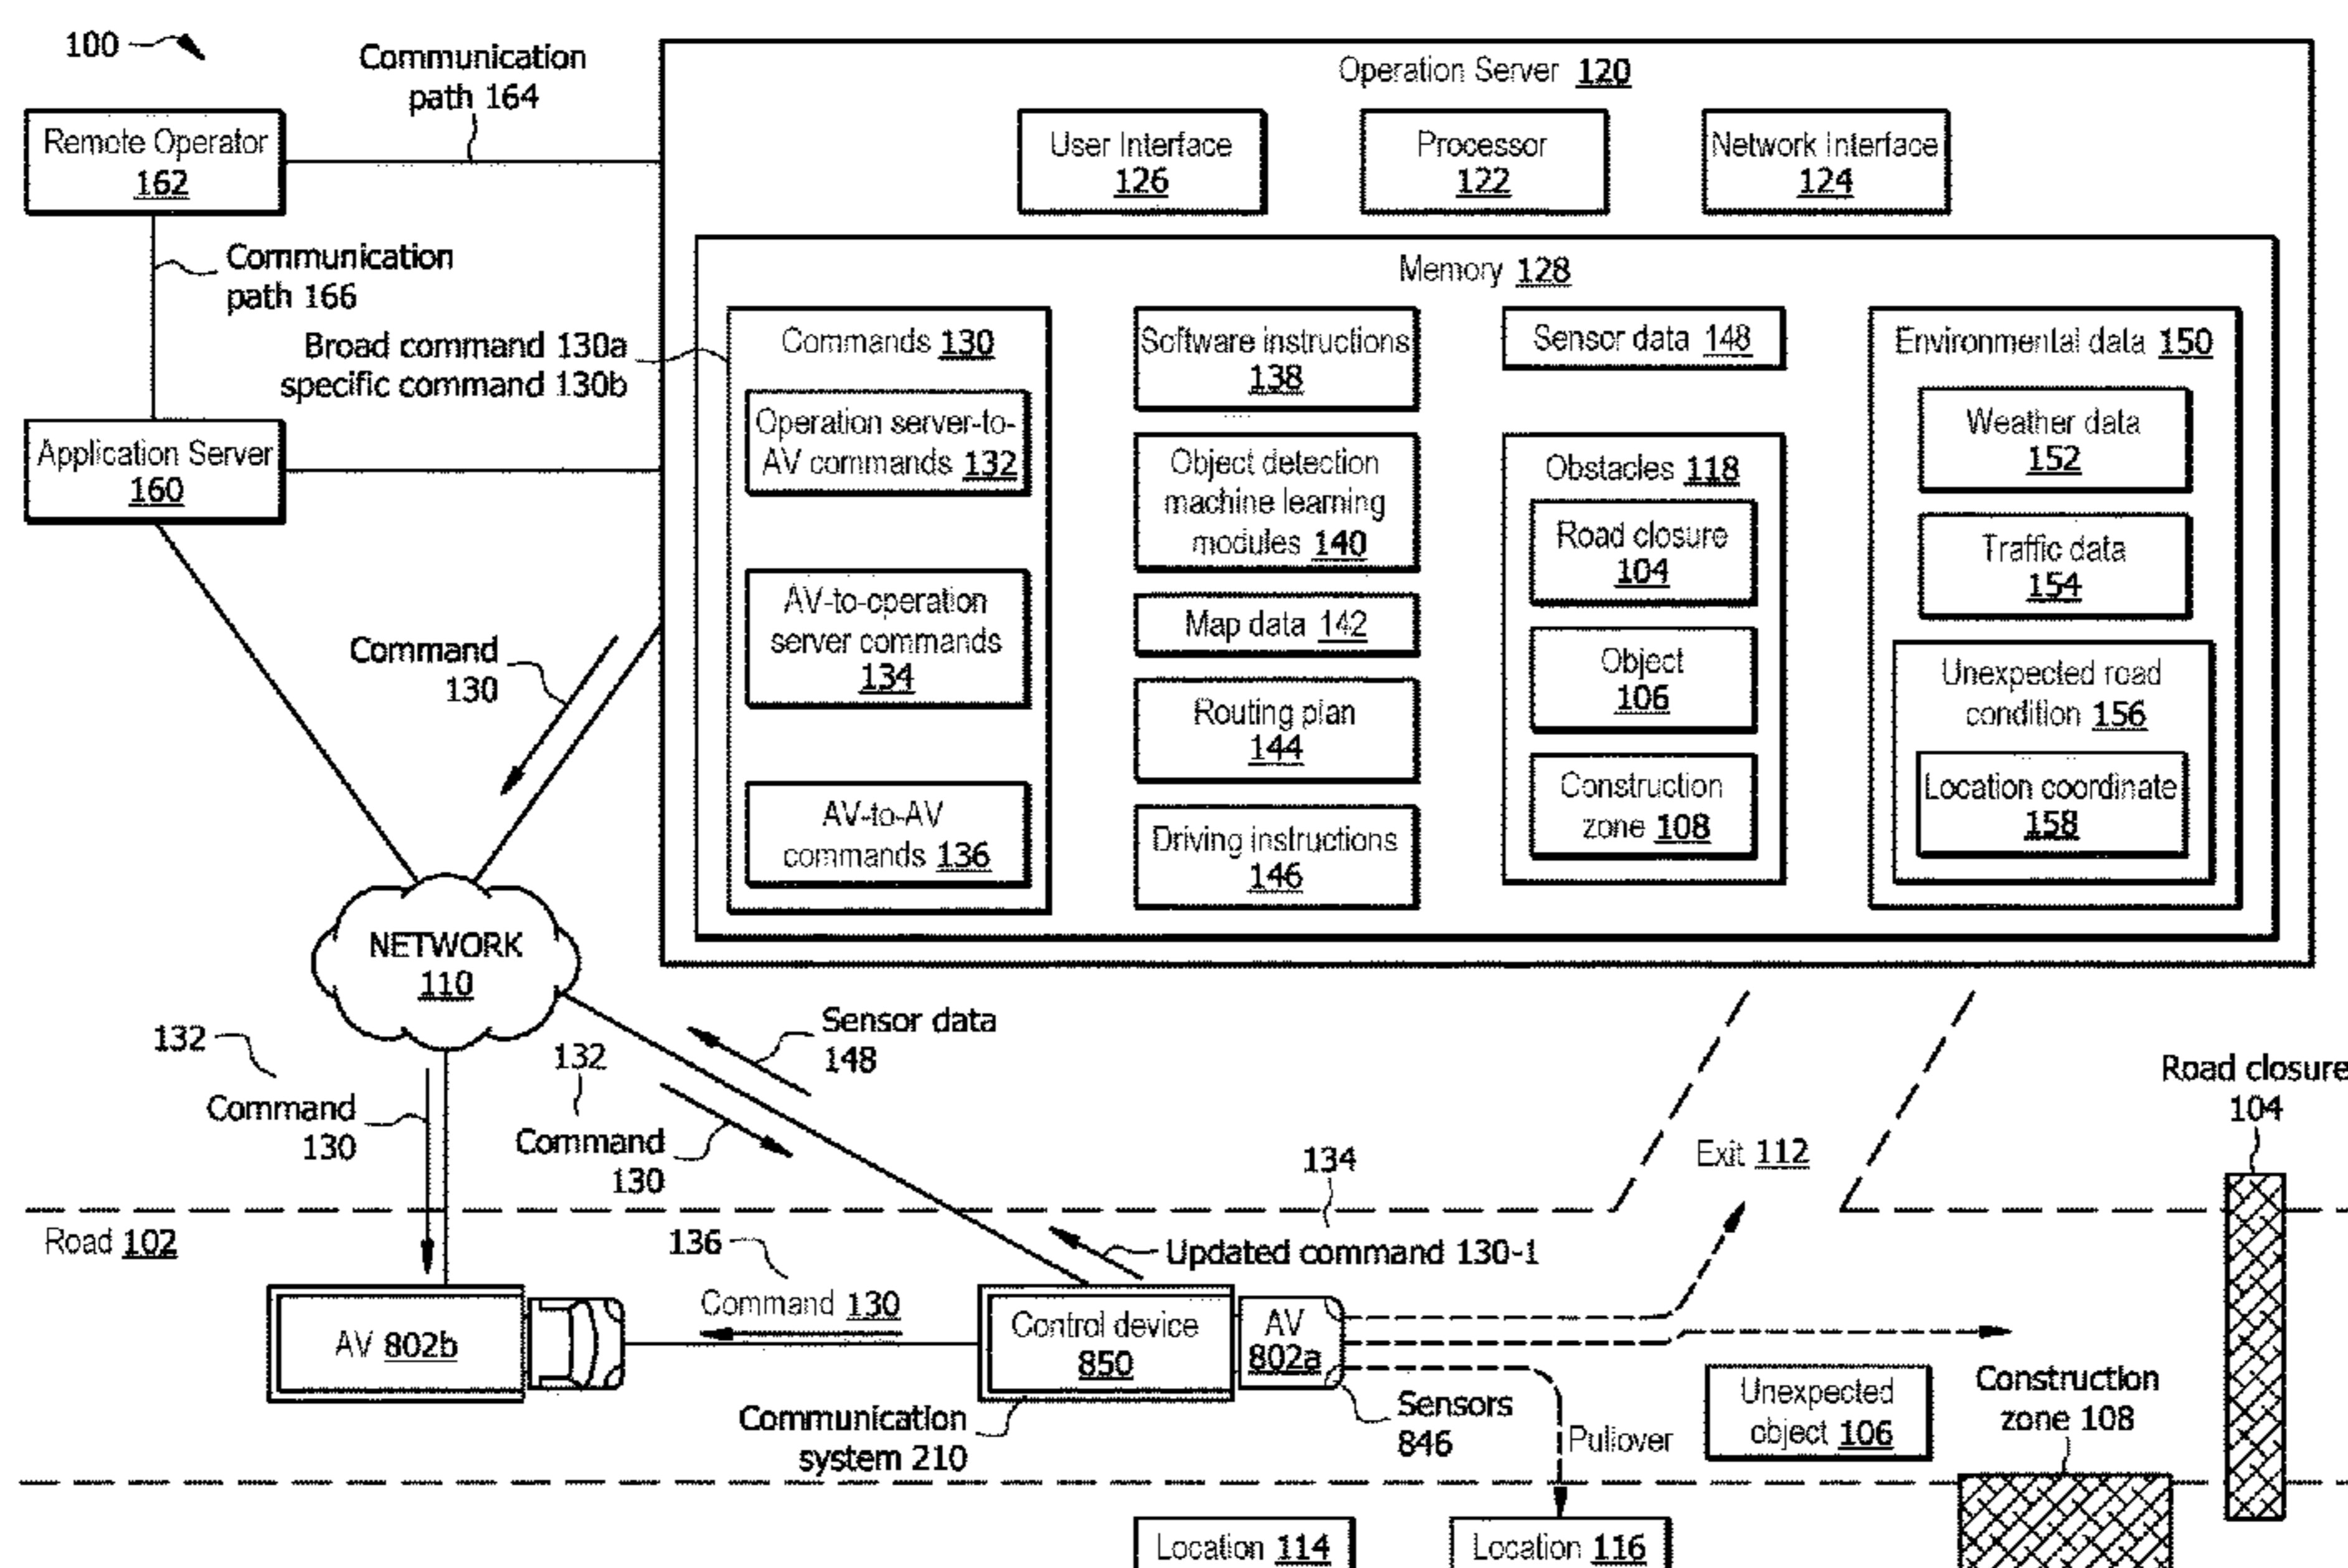 100
Communication
path 164
Remote Operator
162
Communication
path 166
Broad command 130a
specific command 130b
Application Server
160
Operation Server 120
User Interface
126
Processor
122
Network Interface
124
Memory 128
Commands 130
Operation server-to-
AV commands 132
AV-to-operation
server commands
134
AV-to-AV
commands 136
Software instructions
138
Object detection
machine learning
modules 140
Map data 142
Routing plan
144
Driving instructions
146
Sensor data 148
Obstacles 118
Road closure
104
Object
106
Construction
zone 108
Environmental data 150
Weather data
152
Traffic data
154
Unexpected road
condition 156
Location coordinate
158
Command
130
NETWORK
110
132
Command
130
132
Command
130
Sensor data
148
Road closure
104
Exit 112
134
Updated command 130-1
Road 102
136
Command 130
AV 802b
Control device
850
AV
802a
Communication
system 210
Sensors
846
Pullover
Unexpected
object 106
Construction
zone 108
Location 114
Location 116